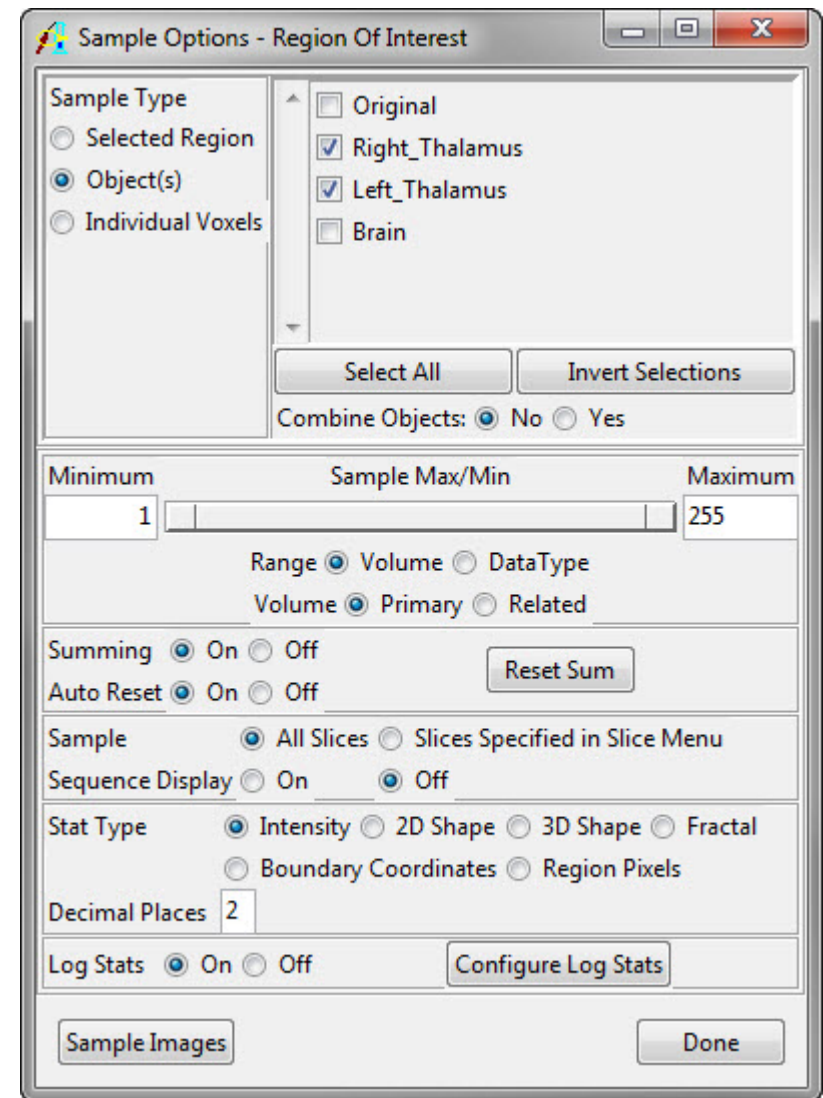 Sample Options - Region Of Interest
Sample Type
Selected Region
Object(s)
Individual Voxels
Original
Right_Thalamus
Left_Thalamus
Brain
Select All Invert Selections
Combine Objects: No Yes
Minimum Sample Max/Min Maximum
1 255
Range Volume DataType
Volume Primary Related
Summing On Off
Reset Sum
Auto Reset On Off
Sample All Slices Slices Specified in Slice Menu
Sequence Display On Off
Stat Type Intensity 2D Shape 3D Shape Fractal
Boundary Coordinates Region Pixels
Decimal Places 2
Log Stats On Off Configure Log Stats
Sample Images Done